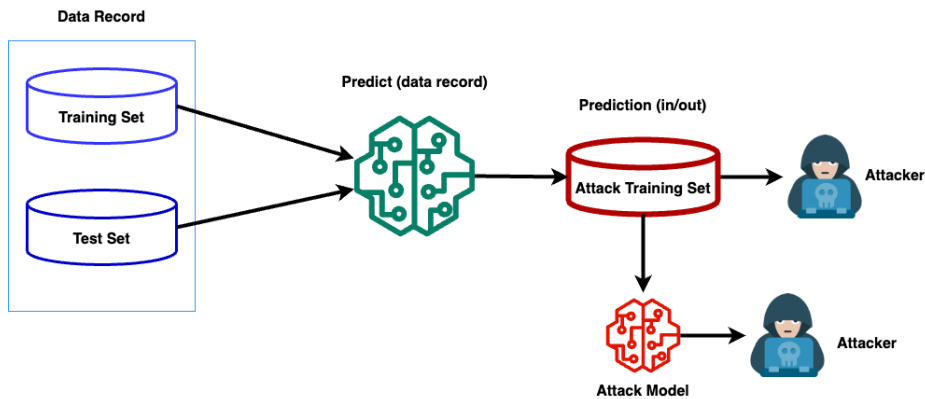 Data Record
Training Set
Test Set
Predict (data record)
Prediction (in/out)
Attack Training Set
Attacker
Attack Model
Attacker